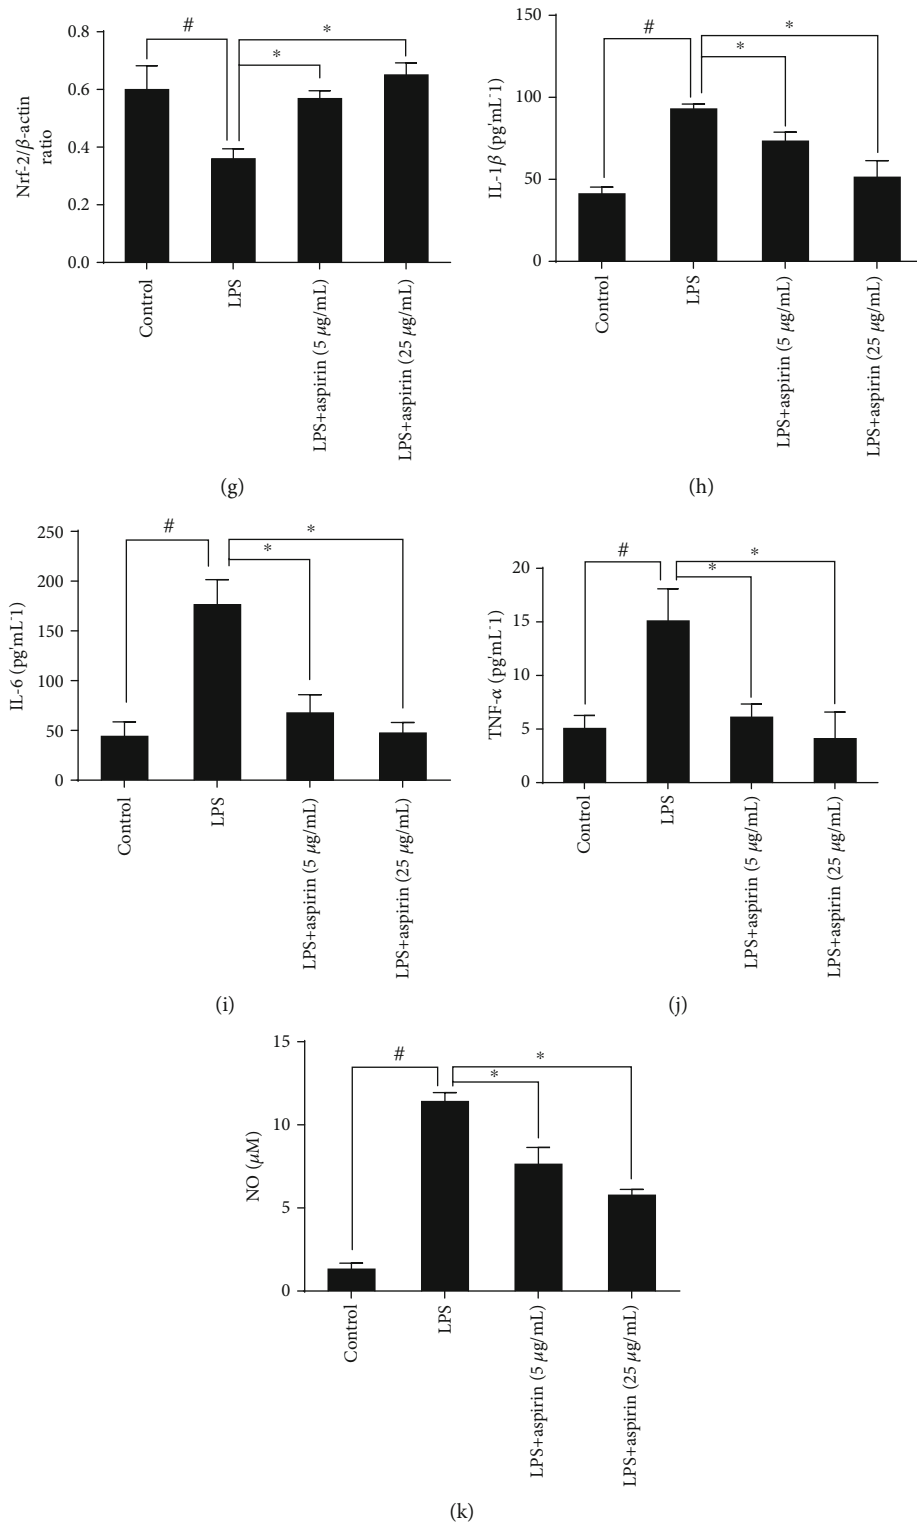 #
*
*
0.8
0.6
0.4
0.2
0.0
Nrf-2/β-actin
ratio
Control
LPS
LPS+aspirin (5 μg/mL)
LPS+aspirin (25 μg/mL)
(g)
#
*
*
150
100
50
0
IL-1β (pg'mL-1)
Control
LPS
LPS+aspirin (5 μg/mL)
LPS+aspirin (25 μg/mL)
(h)
#
*
*
250
200
150
100
50
0
IL-6 (pg'mL-1)
Control
LPS
LPS+aspirin (5 μg/mL)
LPS+aspirin (25 μg/mL)
(i)
#
*
*
20
15
10
5
0
TNF-α (pg'mL-1)
Control
LPS
LPS+aspirin (5 μg/mL)
LPS+aspirin (25 μg/mL)
(j)
#
*
*
15
10
5
0
NO (μM)
Control
LPS
LPS+aspirin (5 μg/mL)
LPS+aspirin (25 μg/mL)
(k)